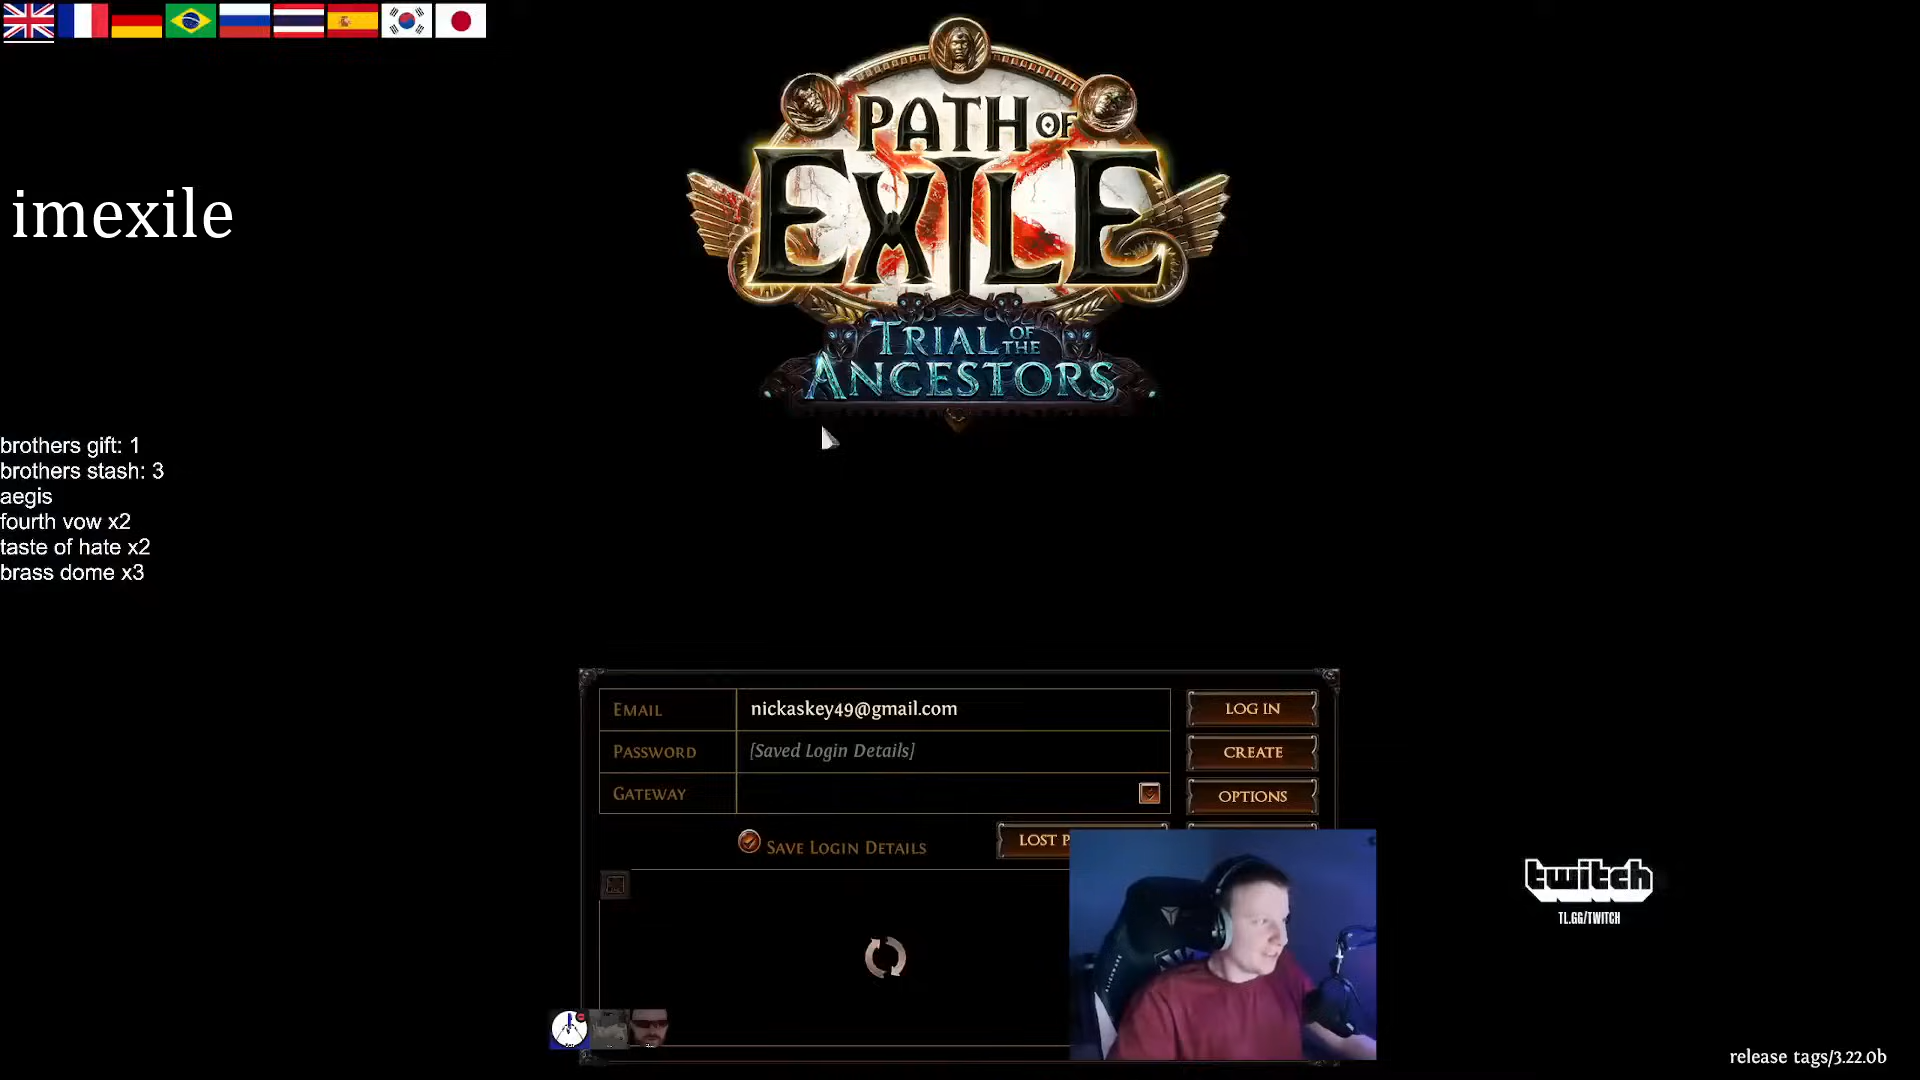 PATH OF
EXILE
TRIAL OF THE
ANCESTORS
imexile
brothers gift: 1
brothers stash: 3
aegis
fourth vow x2
taste of hate x2
brass dome x3
EMAIL
nickaskey49@gmail.com
LOG IN
PASSWORD
[Saved Login Details]
CREATE
GATEWAY
OPTIONS
SAVE LOGIN DETAILS
LOST P
twitch
TL.GG/TWITCH
release tags/3.22.0b